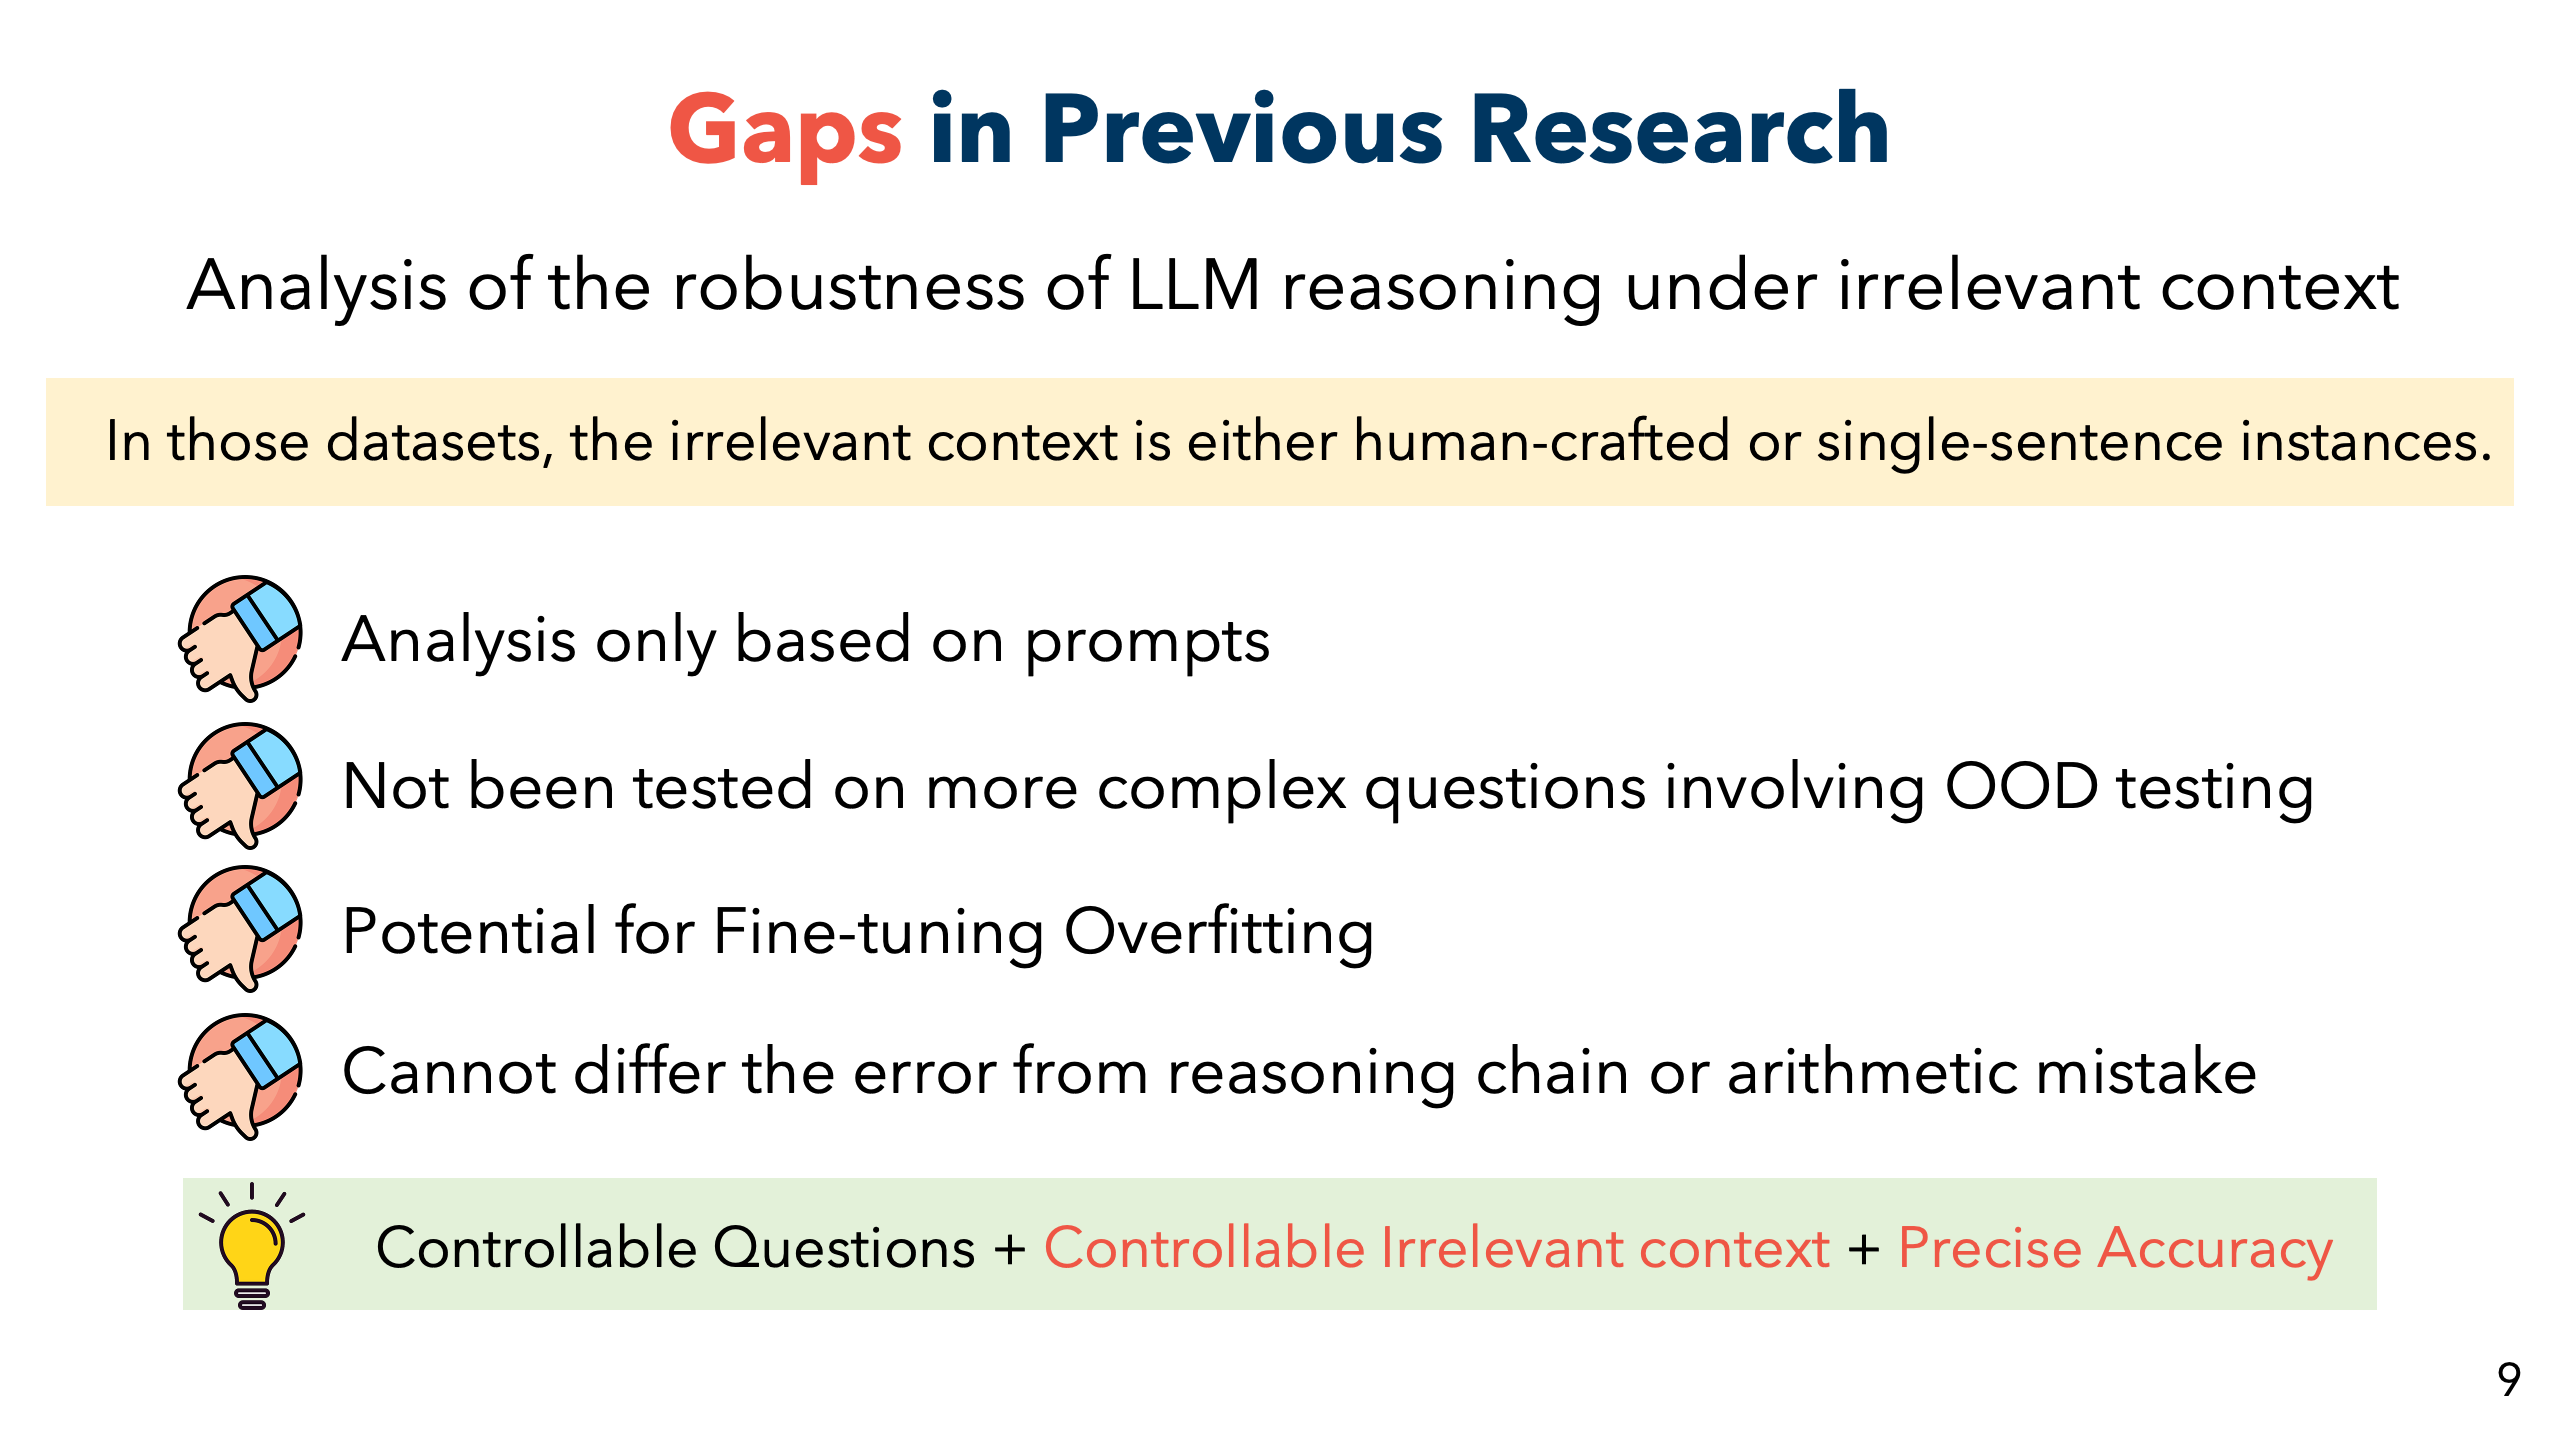 Gaps in Previous Research
Analysis of the robustness of LLM reasoning under irrelevant context
In those datasets, the irrelevant context is either human-crafted or single-sentence instances.
Analysis only based on prompts
Not been tested on more complex questions involving OOD testing
Potential for Fine-tuning Overfitting
Cannot differ the error from reasoning chain or arithmetic mistake
Controllable Questions + Controllable Irrelevant context + Precise Accuracy
9